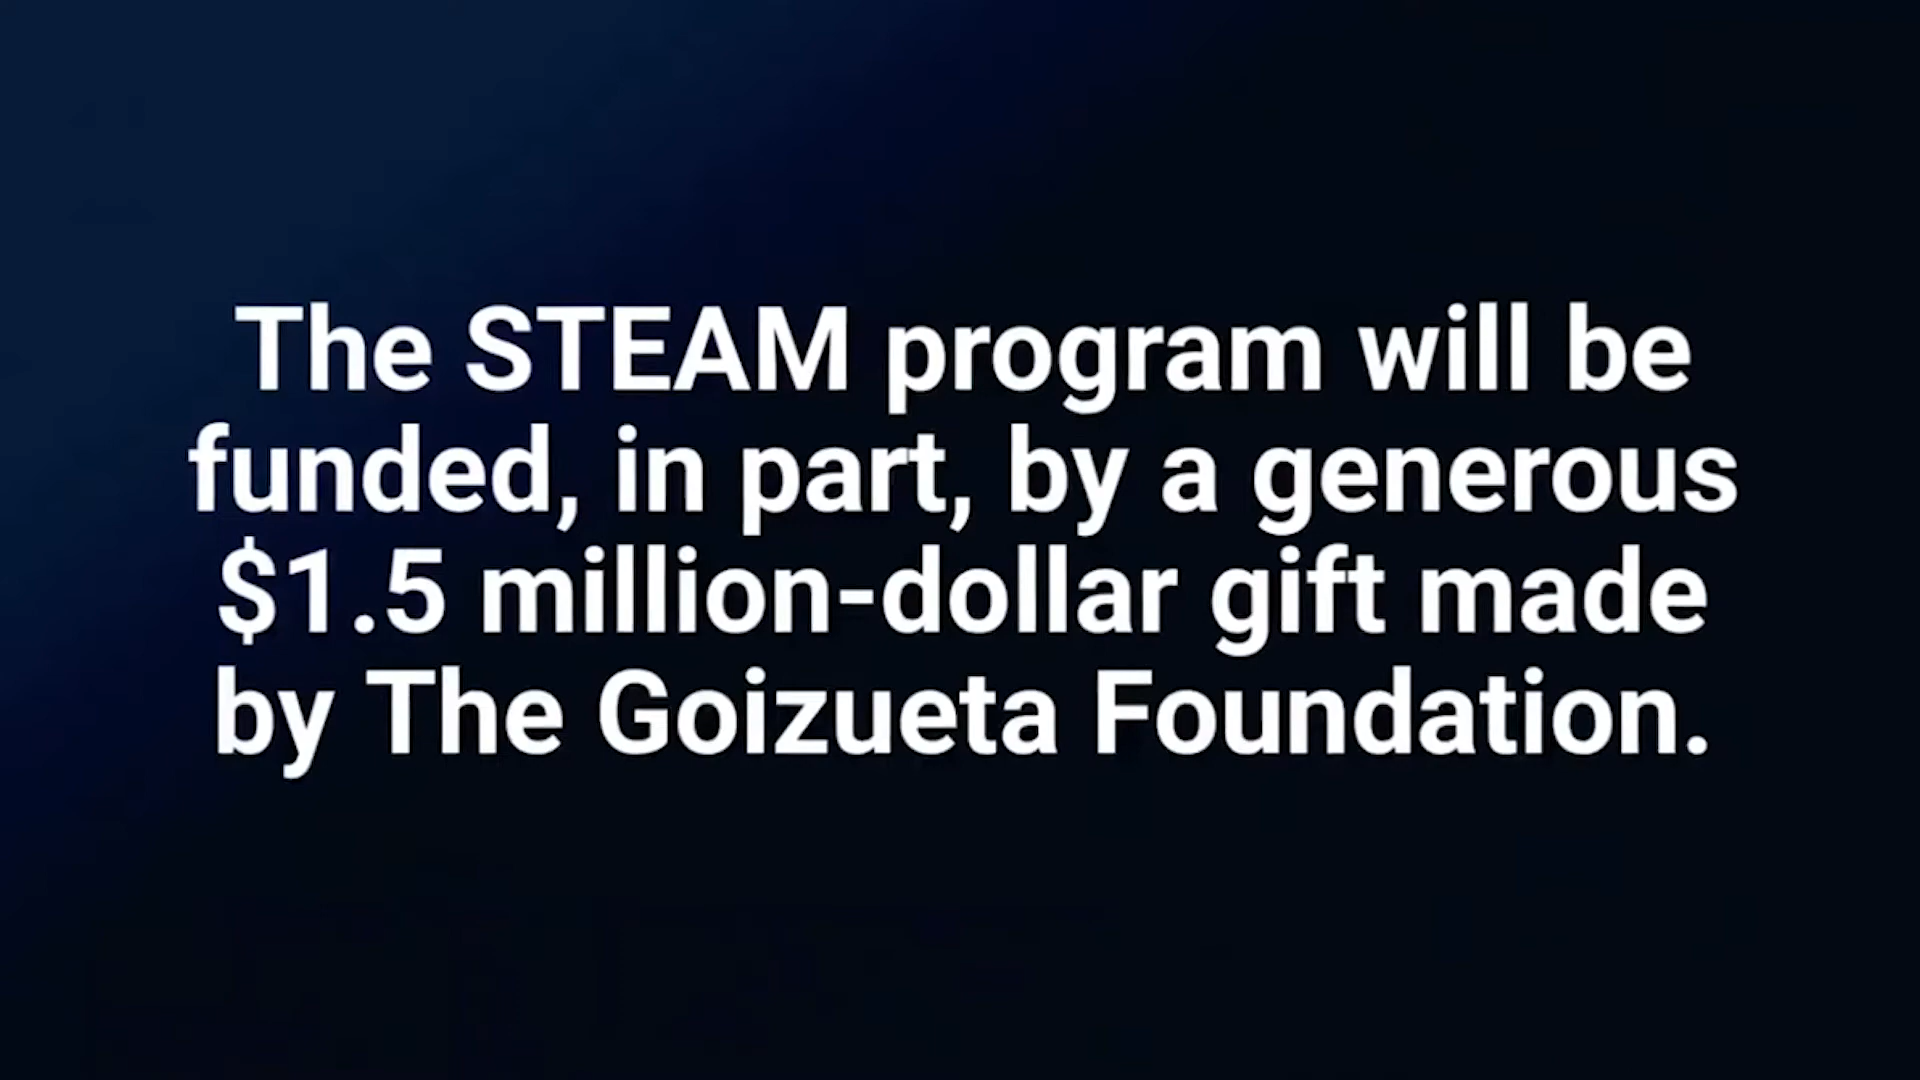 The STEAM program will be
funded, in part, by a generous
$1.5 million-dollar gift made
by The Goizueta Foundation.